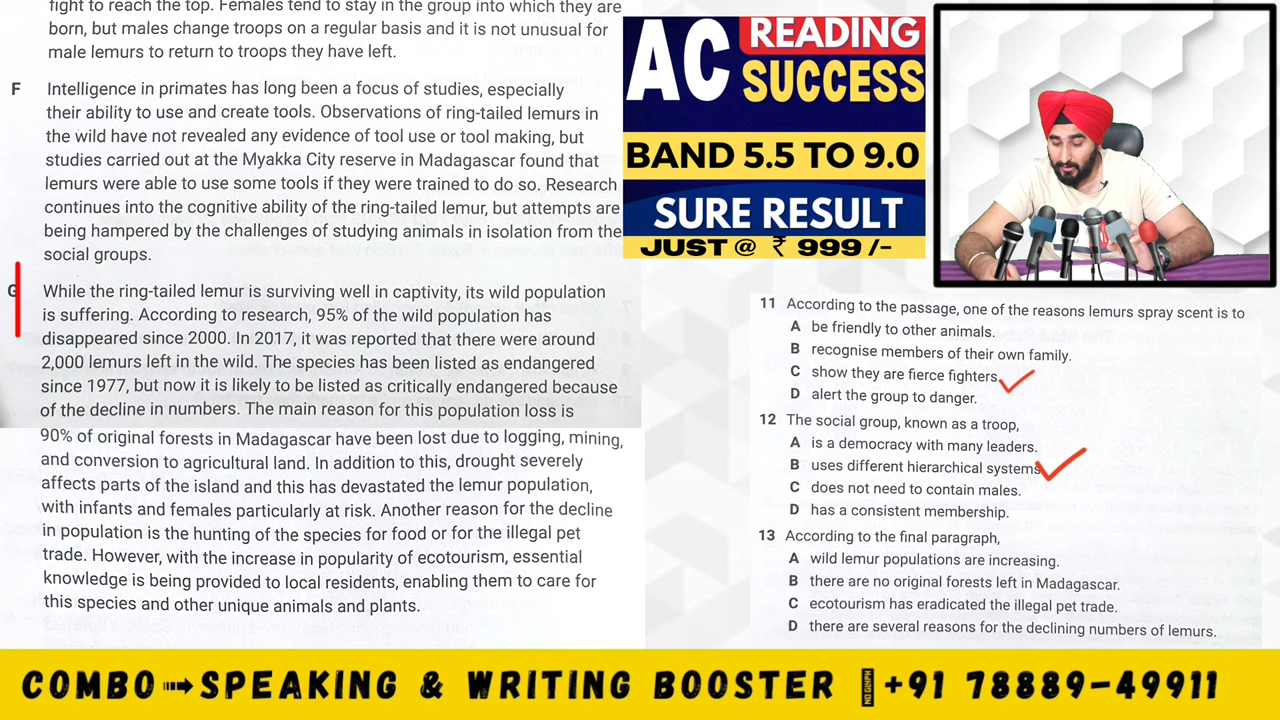 fight to reach the top. Females tend to stay in the group into which they are
born, but males change troops on a regular basis and it is not unusual for
male lemurs to return to troops they have left.
F Intelligence in primates has long been a focus of studies, especially
their ability to use and create tools. Observations of ring-tailed lemurs in
the wild have not revealed any evidence of tool use or tool making, but
studies carried out at the Myakka City reserve in Madagascar found that
lemurs were able to use some tools if they were trained to do so. Research
continues into the cognitive ability of the ring-tailed lemur, but attempts are
being hampered by the challenges of studying animals in isolation from the
social groups.
G While the ring-tailed lemur is surviving well in captivity, its wild population
is suffering. According to research, 95% of the wild population has
disappeared since 2000. In 2017, it was reported that there were around
2,000 lemurs left in the wild. The species has been listed as endangered
since 1977, but now it is likely to be listed as critically endangered because
of the decline in numbers. The main reason for this population loss is
90% of original forests in Madagascar have been lost due to logging, mining,
and conversion to agricultural land. In addition to this, drought severely
affects parts of the island and this has devastated the lemur population,
with infants and females particularly at risk. Another reason for the decline
in population is the hunting of the species for food or for the illegal pet
trade. However, with the increase in popularity of ecotourism, essential
knowledge is being provided to local residents, enabling them to care for
this species and other unique animals and plants.
AC READING
SUCCESS
BAND 5.5 TO 9.0
SURE RESULT
JUST @ ₹ 999 /-
11 According to the passage, one of the reasons lemurs spray scent is to
A be friendly to other animals.
B recognise members of their own family.
C show they are fierce fighters.
D alert the group to danger.
12 The social group, known as a troop,
A is a democracy with many leaders.
B uses different hierarchical systems
C does not need to contain males.
D has a consistent membership.
13 According to the final paragraph,
A wild lemur populations are increasing.
B there are no original forests left in Madagascar.
C ecotourism has eradicated the illegal pet trade.
D there are several reasons for the declining numbers of lemurs.
COMBO➟SPEAKING & WRITING BOOSTER +91 78889-49911